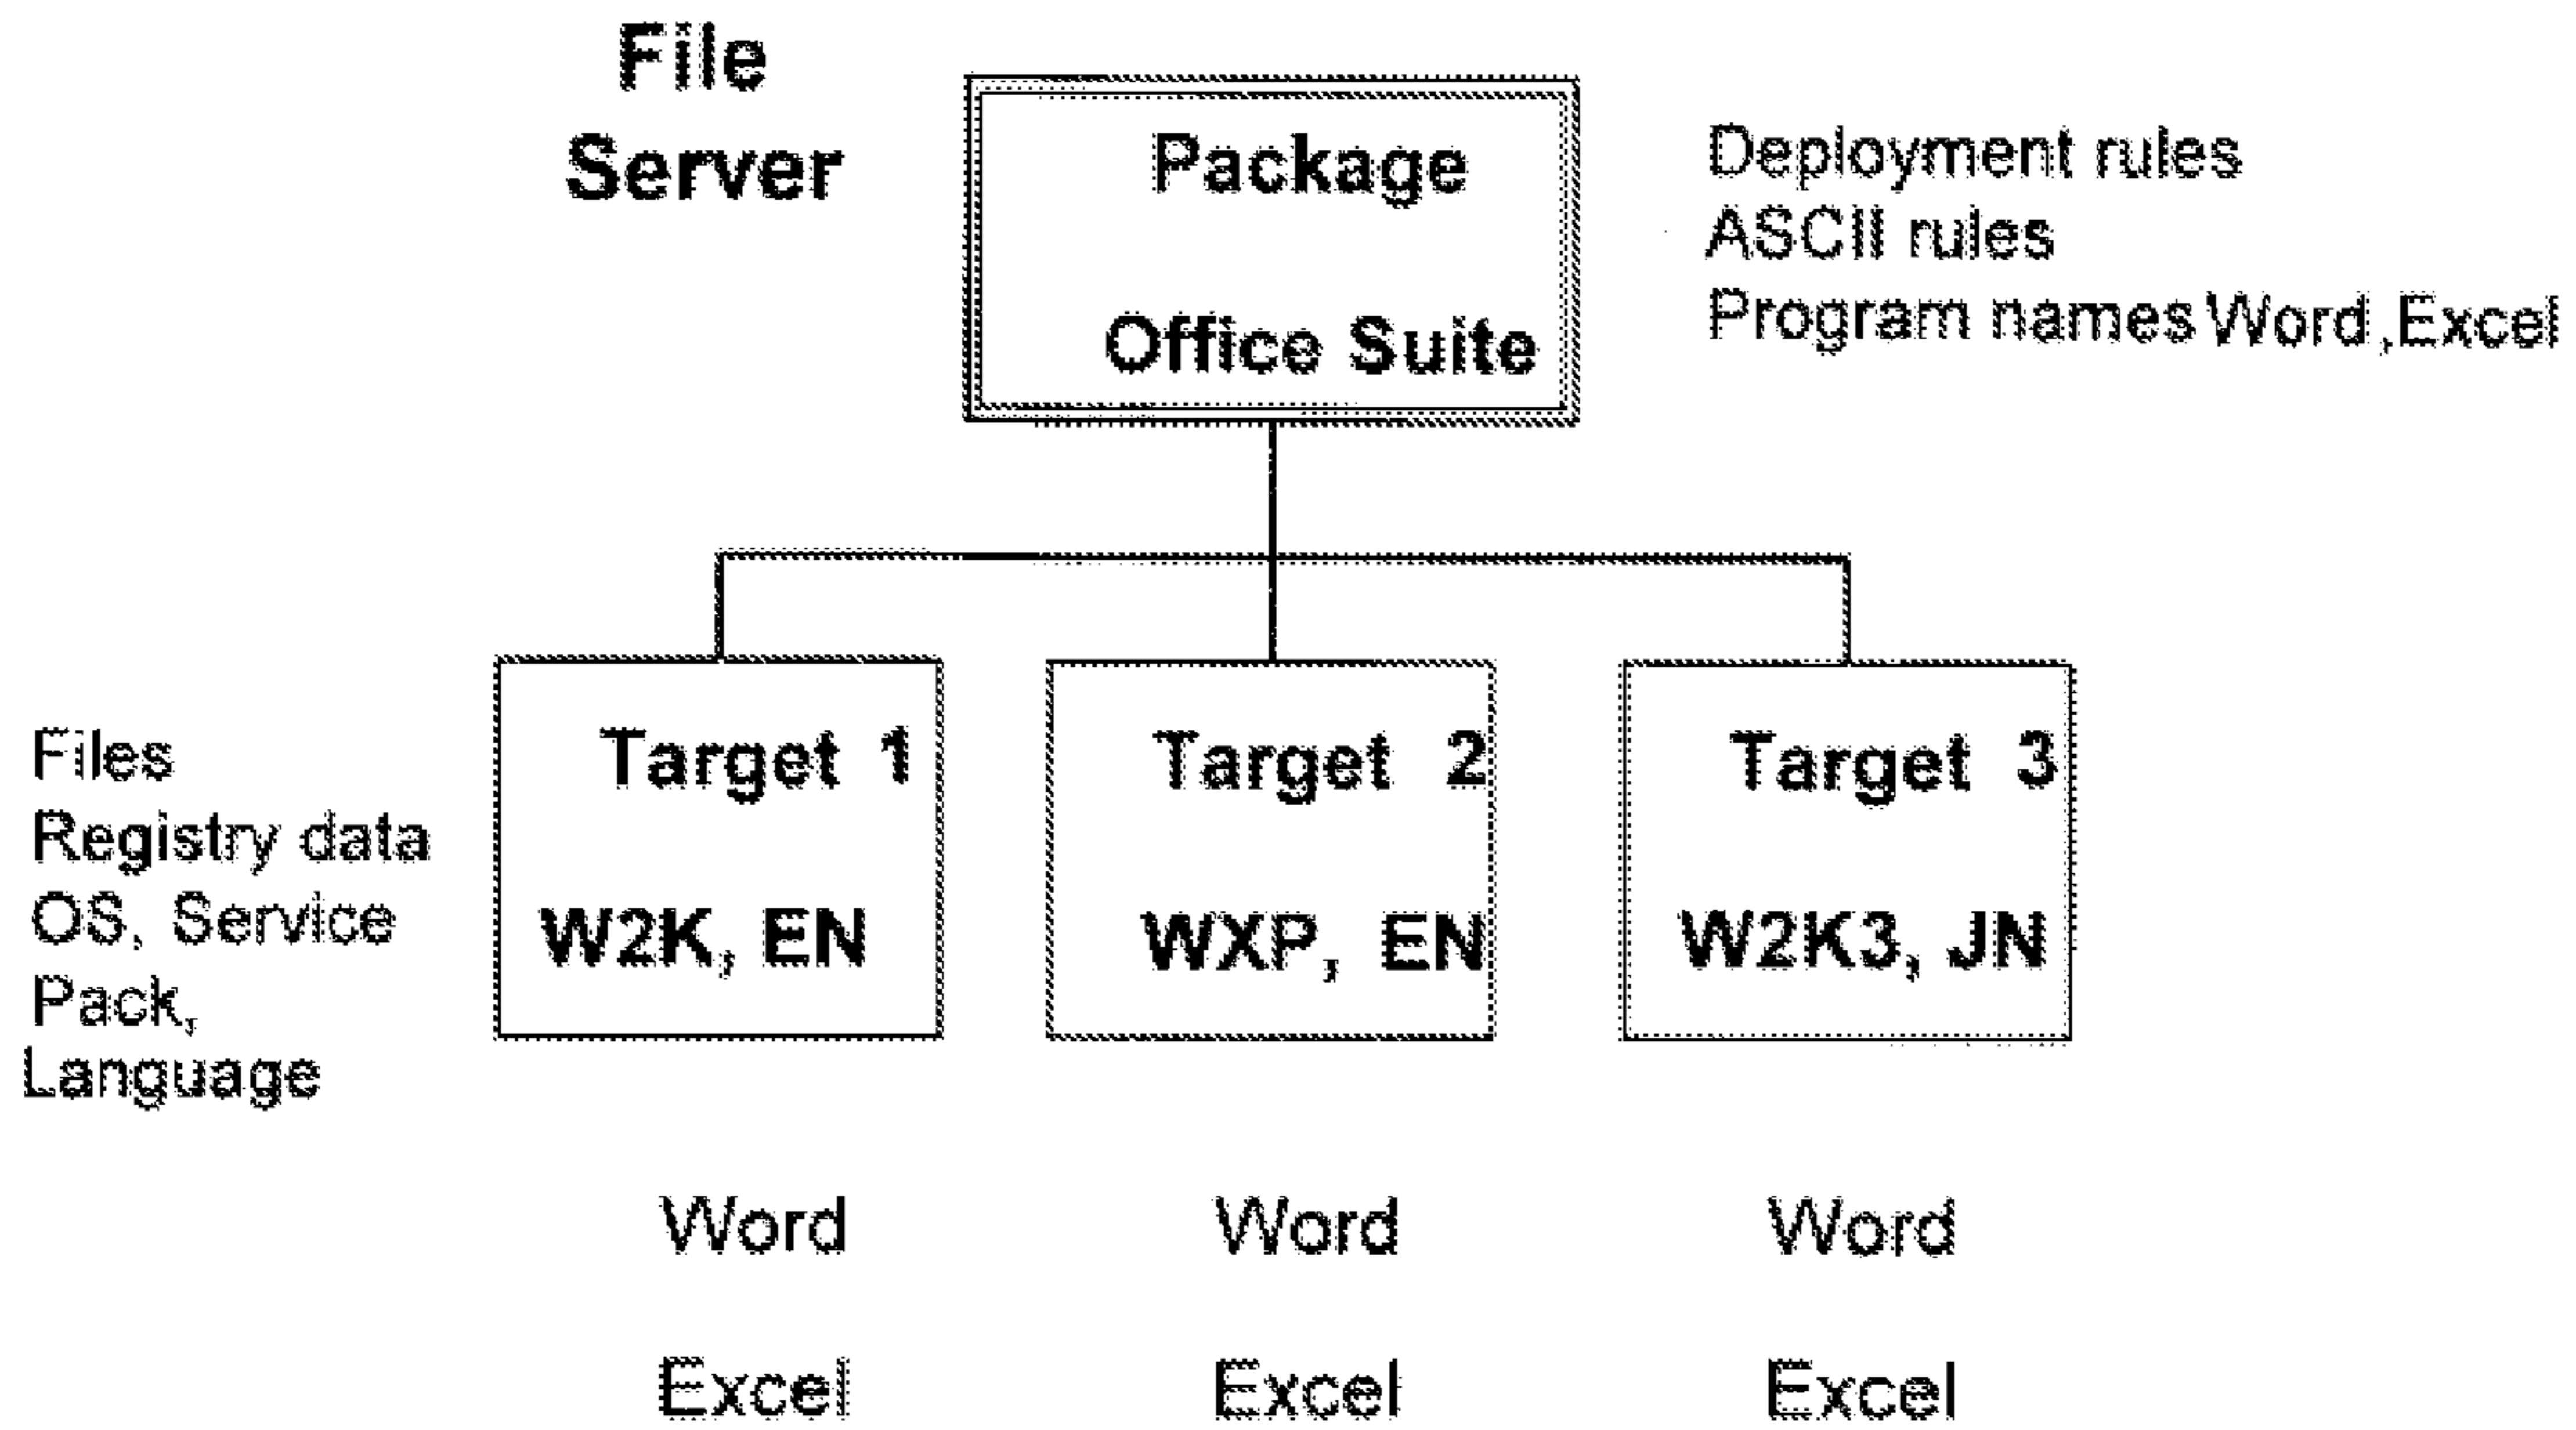 File
Server
Package
Office Suite
Deployment rules
ASCII rules
Program names Word,Excel
Files
Registry data
OS, Service
Pack,
Language
Target 1
W2K, EN
Target 2
WXP, EN
Target 3
W2K3, JN
Word
Excel
Word
Excel
Word
Excel